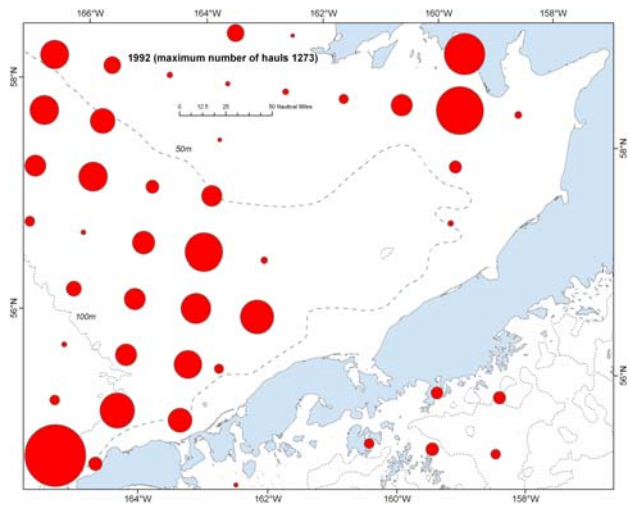 166°W 164°W 162°W 160°W 158°W
1992 (maximum number of hauls 1273)
58°N
0 12.5 25 50 Nautical Miles
50m
58°N
56°N
100m
56°N
164°W 162°W 160°W 158°W